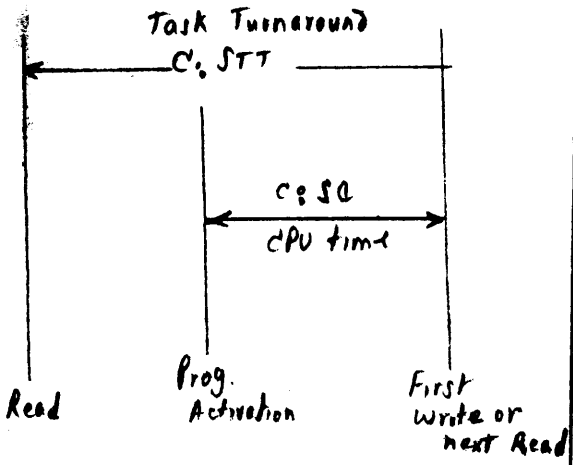 Task Turnaround
C: STT
C: SQ
CPU time
Read
Prog.
Activation
First
Write or
next Read